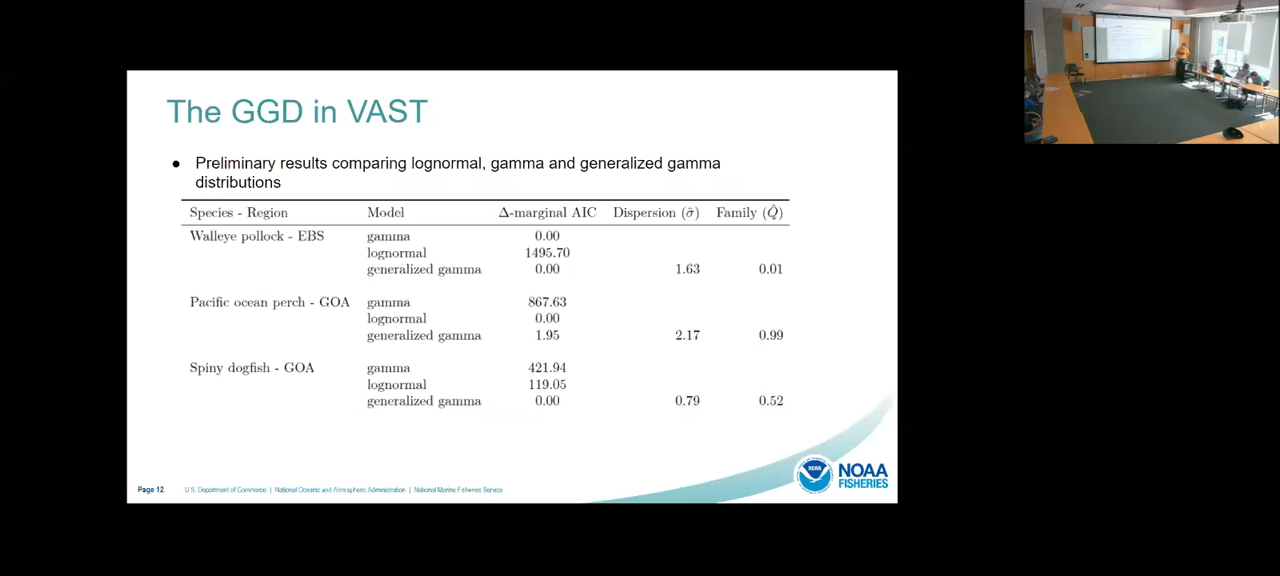 The GGD in VAST
● Preliminary results comparing lognormal, gamma and generalized gamma
distributions
Species - Region Model Δ-marginal AIC Dispersion (σ̂) Family (Q̂)
Walleye pollock - EBS gamma 0.00
lognormal 1495.70
generalized gamma 0.00 1.63 0.01
Pacific ocean perch - GOA gamma 867.63
lognormal 0.00
generalized gamma 1.95 2.17 0.99
Spiny dogfish - GOA gamma 421.94
lognormal 119.05
generalized gamma 0.00 0.79 0.52
NOAA
NOAA
FISHERIES
Page 12 U.S. Department of Commerce | National Oceanic and Atmospheric Administration | National Marine Fisheries Service